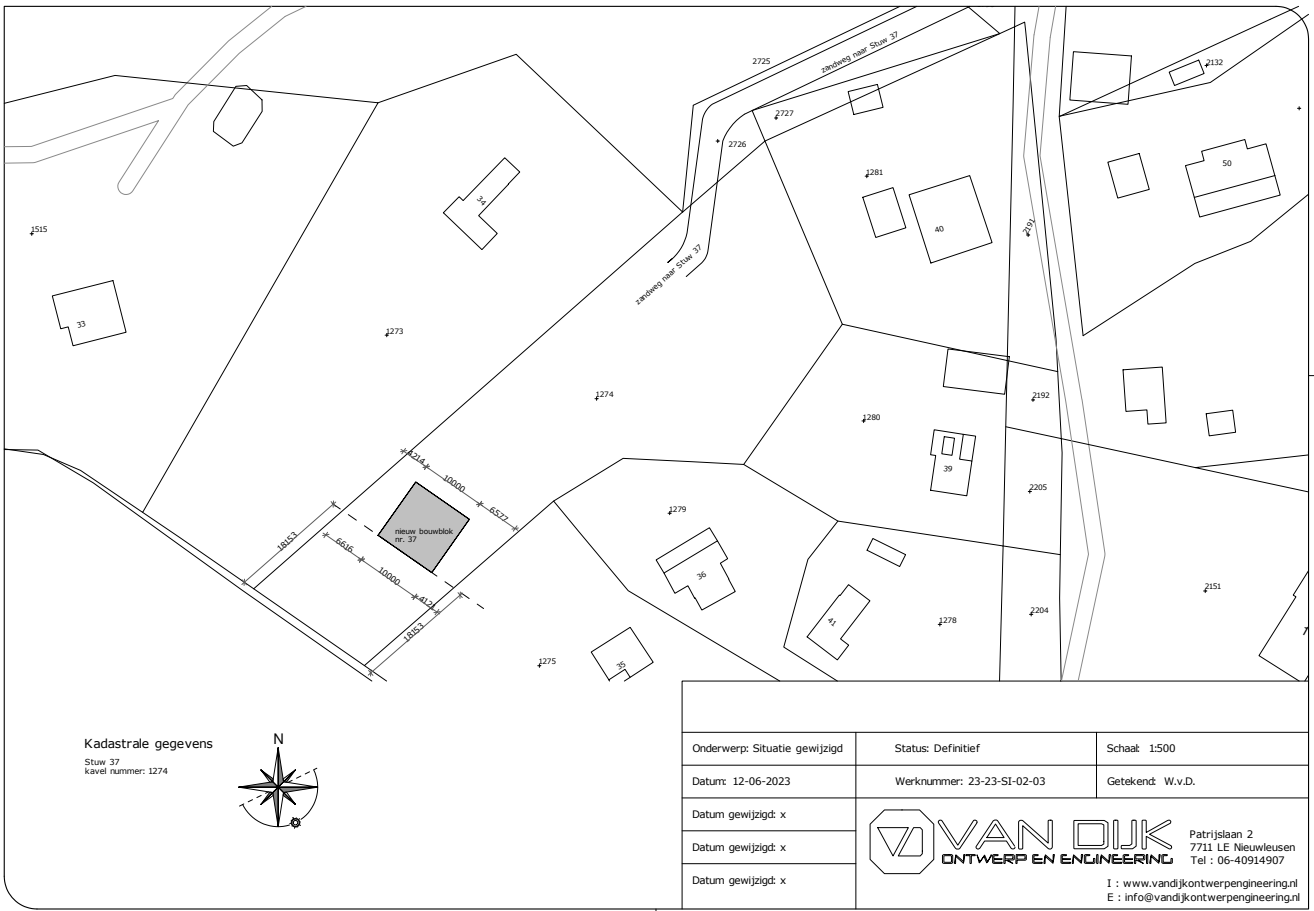 2725
zandweg naar Stuw 37
2132
2727
2726
50
1281
34
1515
2191
40
zandweg naar Stuw 37
33
1273
1274
2192
1280
4214
10000
39
6577
2205
1279
nieuw bouwblok
nr. 37
18153
6616
10000
36
2151
4121
2204
41
1278
18153
1275
35
Kadastrale gegevens
Stuw 37
kavel nummer: 1274
N
Onderwerp: Situatie gewijzigd
Status: Definitief
Schaal: 1:500
Datum: 12-06-2023
Werknummer: 23-23-SI-02-03
Getekend: W.v.D.
Datum gewijzigd: x
Datum gewijzigd: x
Datum gewijzigd: x
VAN DIJK
ONTWERP EN ENGINEERING
Patrijslaan 2
7711 LE Nieuwleusen
Tel : 06-40914907
I : www.vandijkontwerpengineering.nl
E : info@vandijkontwerpengineering.nl